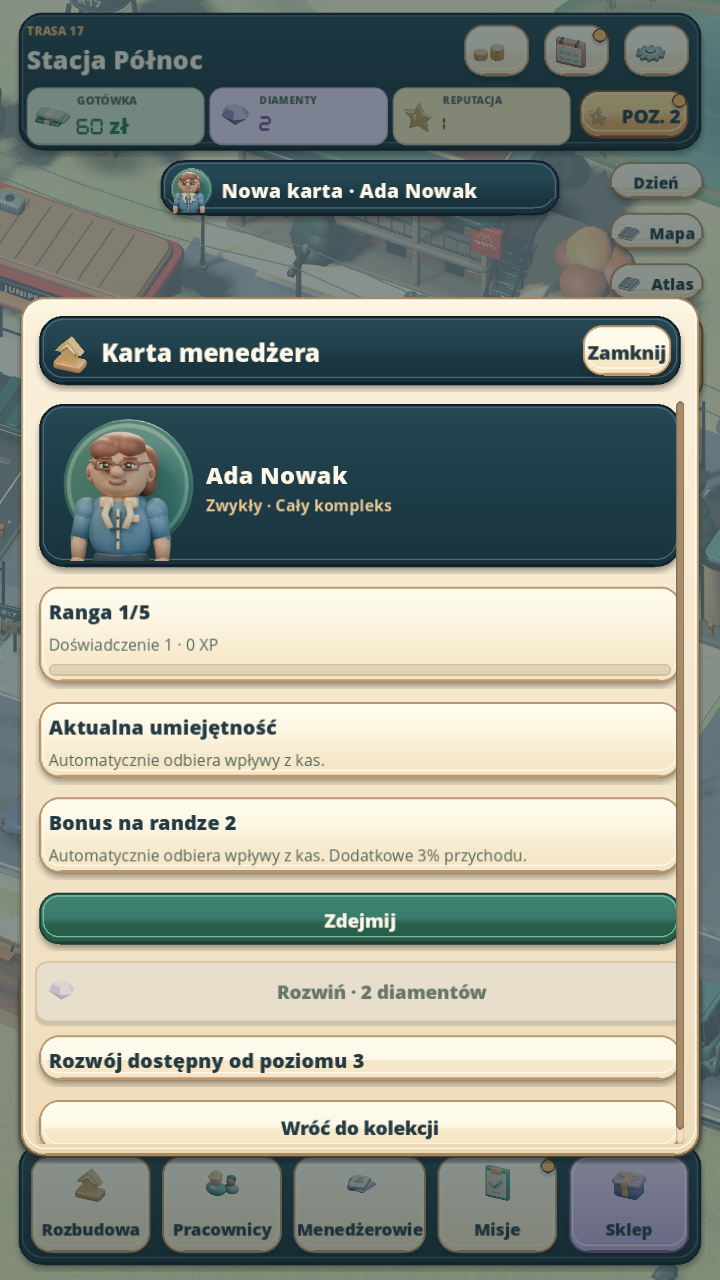 TRASA 17
Stacja Północ
GOTÓWKA
60 zł
DIAMENTY
2
REPUTACJA
1
POZ. 2
Nowa karta · Ada Nowak
Dzień
Mapa
Atlas
Karta menedżera
Zamknij
Ada Nowak
Zwykły · Cały kompleks
Ranga 1/5
Doświadczenie 1 · 0 XP
Aktualna umiejętność
Automatycznie odbiera wpływy z kas.
Bonus na randze 2
Automatycznie odbiera wpływy z kas. Dodatkowe 3% przychodu.
Zdejmij
Rozwiń · 2 diamentów
Rozwój dostępny od poziomu 3
Wróć do kolekcji
Rozbudowa
Pracownicy
Menedżerowie
Misje
Sklep